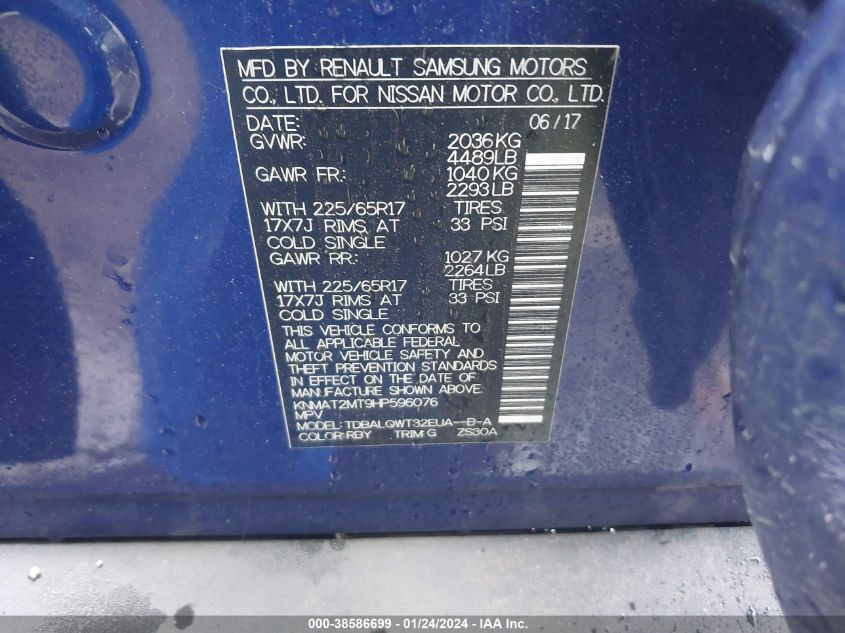 MFD BY RENAULT SAMSUNG MOTORS
CO., LTD. FOR NISSAN MOTOR CO., LTD.
DATE: 06/17
GVWR: 2036KG
4489LB
GAWR FR.: 1040KG
2293LB
WITH 225/65R17 TIRES
17X7J RIMS AT 33 PSI
COLD SINGLE
GAWR RR.: 1027KG
2264LB
WITH 225/65R17 TIRES
17X7J RIMS AT 33 PSI
COLD SINGLE
THIS VEHICLE CONFORMS TO
ALL APPLICABLE FEDERAL
MOTOR VEHICLE SAFETY AND
THEFT PREVENTION STANDARDS
IN EFFECT ON THE DATE OF
MANUFACTURE SHOWN ABOVE.
KNMAT2MT9HP596076
MPV
MODEL: TDBALQWT32EUA--B-A
COLOR:RBY TRIM:G ZS30A
000-38586699 - 01/24/2024 - IAA Inc.